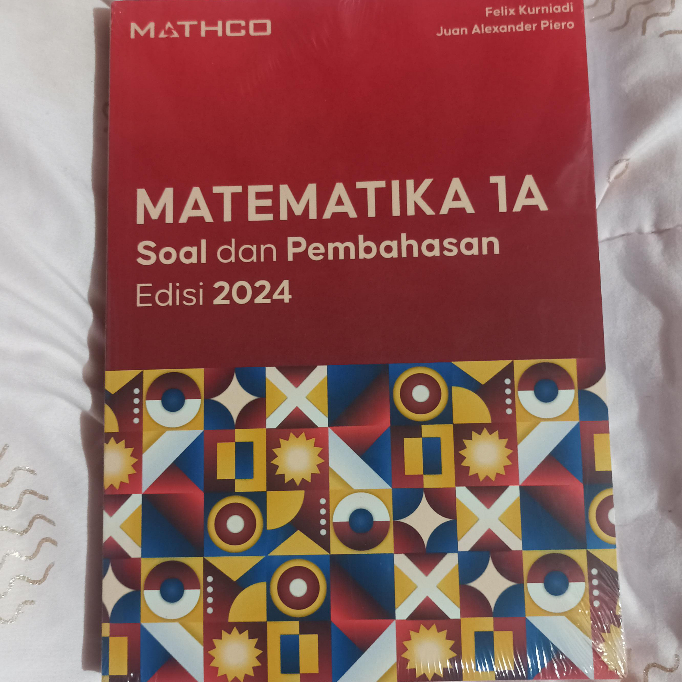 MATHCO
Felix Kurniadi
Juan Alexander Piero
MATEMATIKA 1A
Soal dan Pembahasan
Edisi 2024